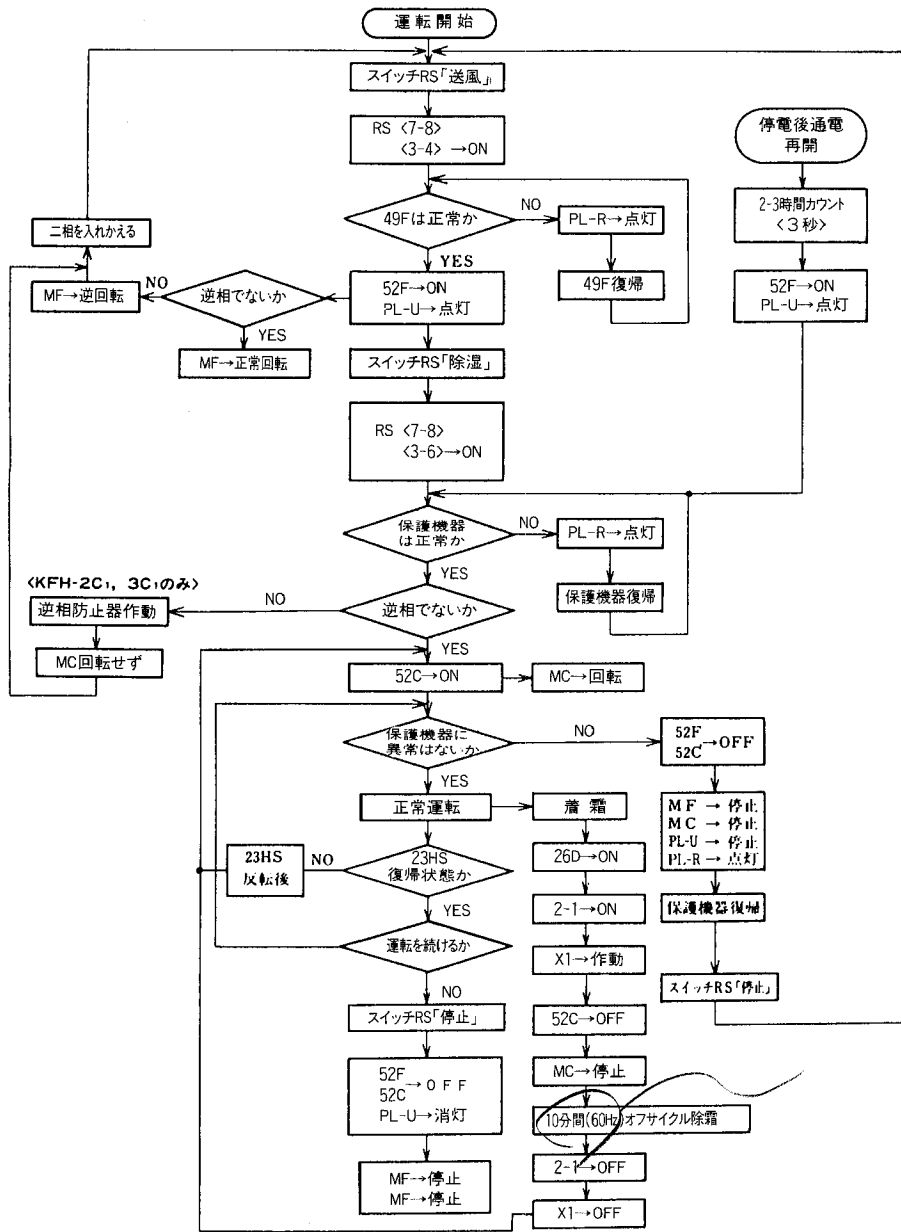 運転開始
スイッチRS「送風」
RS <7-8>
<3-4> →ON
停電後通電
再開
49Fは正常か
NO
PL-R→点灯
2-3時間カウント
<3秒>
二相を入れかえる
YES
49F復帰
MF→逆回転
NO
逆相でないか
52F→ON
PL-U→点灯
52F→ON
PL-U→点灯
YES
MF→正常回転
スイッチRS「除湿」
RS <7-8>
<3-6>→ON
保護機器
は正常か
NO
PL-R→点灯
YES
保護機器復帰
<KFH-2C₁, 3C₁のみ>
逆相防止器作動
NO
逆相でないか
MC回転せず
YES
52C→ON
MC→回転
保護機器に
異常はないか
NO
52F
52C
→OFF
YES
正常運転
着霜
MF → 停止
MC → 停止
PL-U → 停止
PL-R → 点灯
23HS
反転後
NO
23HS
復帰状態か
26D→ON
YES
2-1→ON
保護機器復帰
運転を続けるか
X1→作動
スイッチRS「停止」
NO
スイッチRS「停止」
52C→OFF
52F
52C
→OFF
PL-U→消灯
MC→停止
10分間(60Hz)オフサイクル除霜
2-1→OFF
MF→停止
MF→停止
X1→OFF